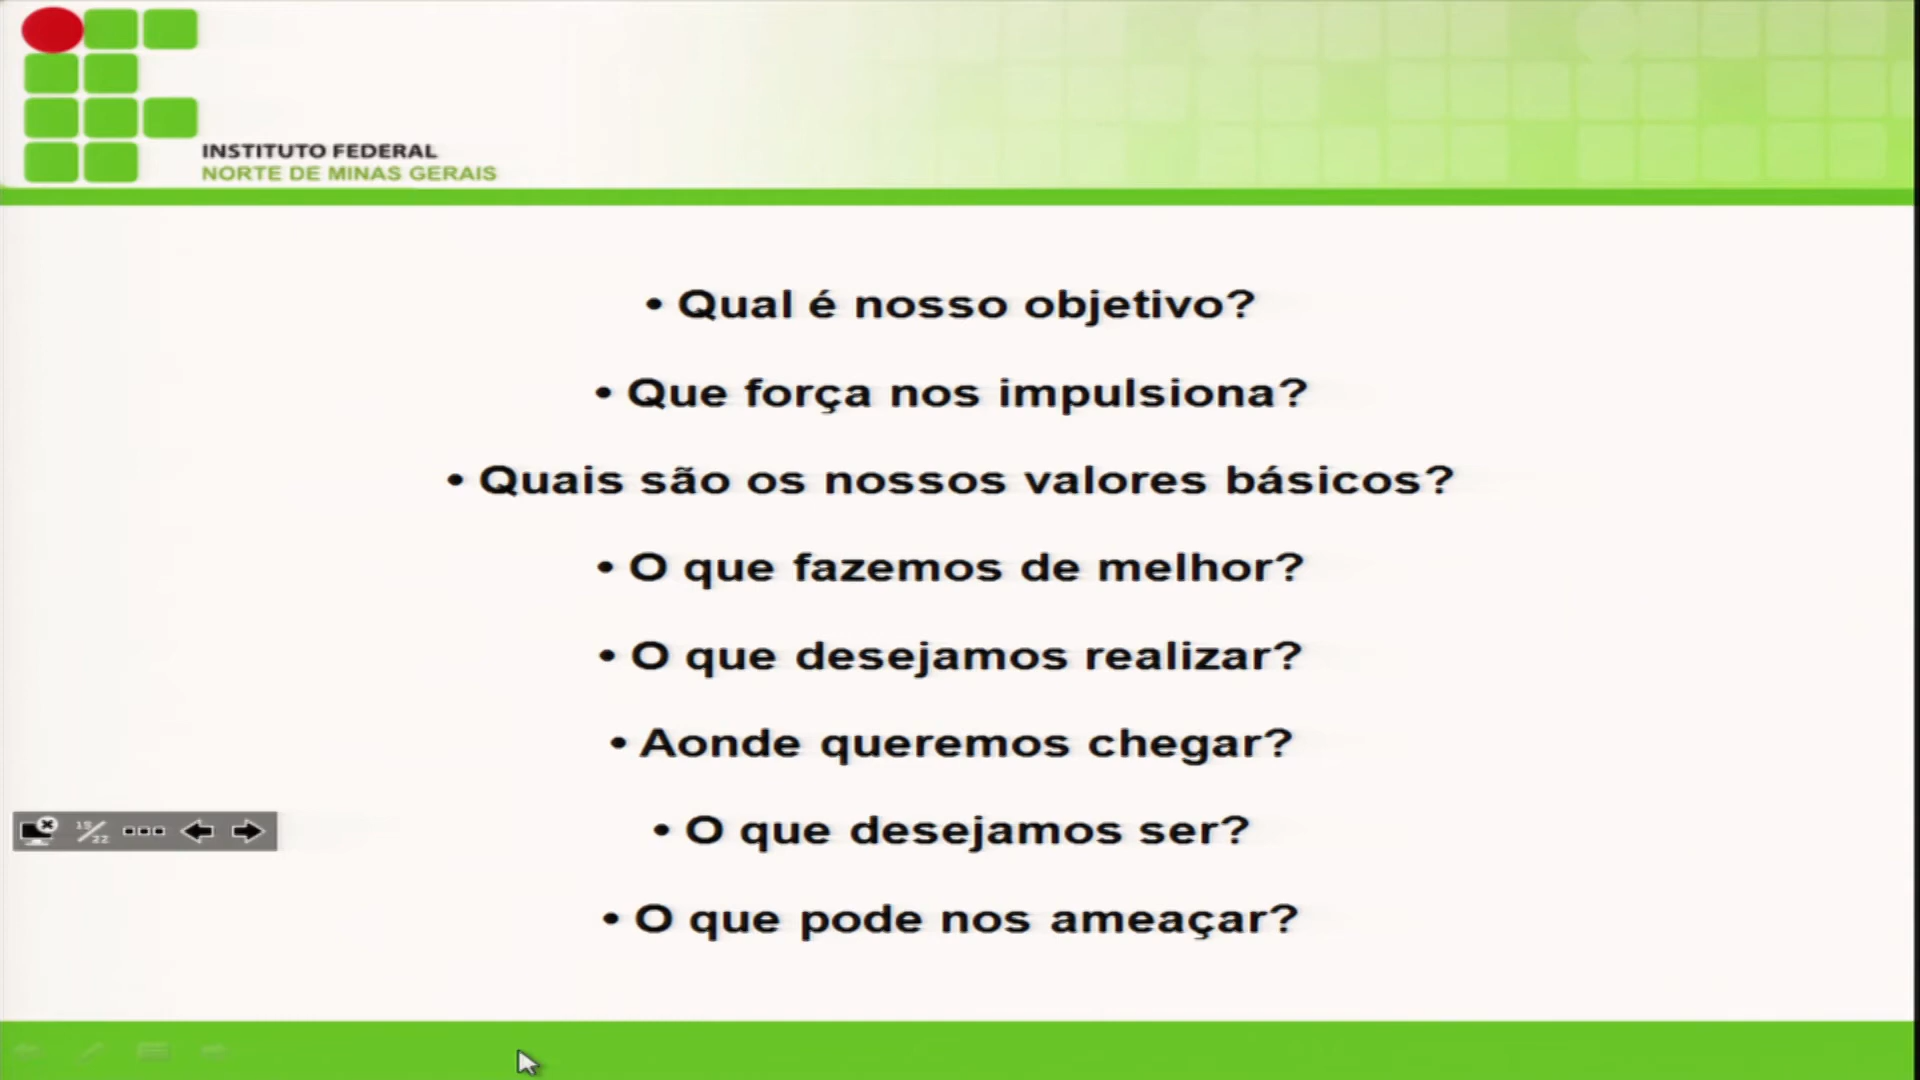 INSTITUTO FEDERAL
NORTE DE MINAS GERAIS
• Qual é nosso objetivo?
• Que força nos impulsiona?
• Quais são os nossos valores básicos?
• O que fazemos de melhor?
• O que desejamos realizar?
• Aonde queremos chegar?
• O que desejamos ser?
• O que pode nos ameaçar?